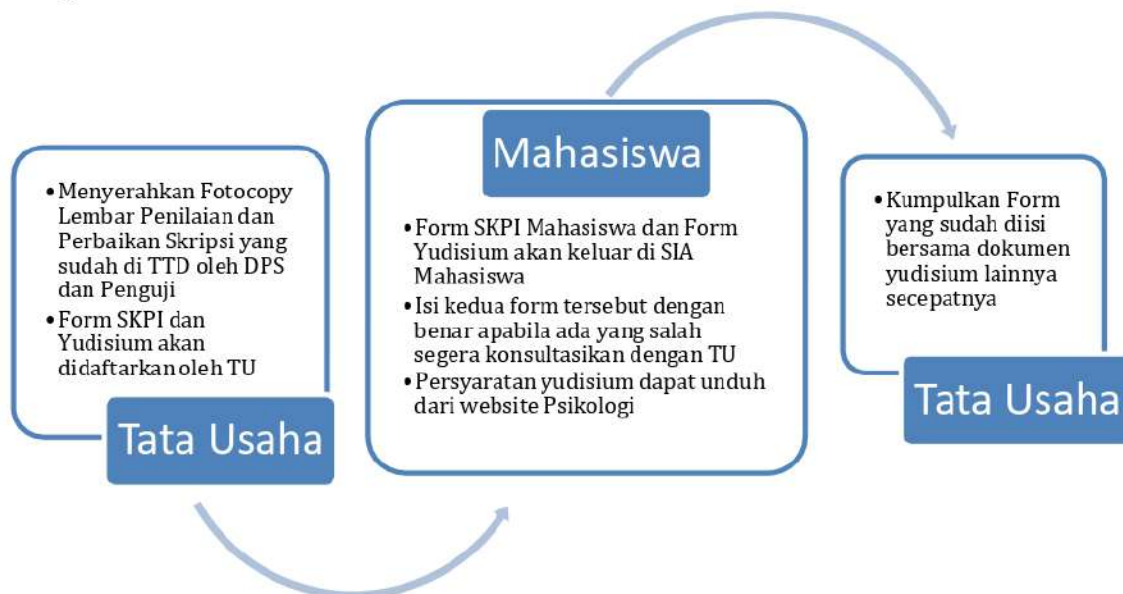 • Menyerahkan Fotocopy
Lembar Penilaian dan
Perbaikan Skripsi yang
sudah di TTD oleh DPS
dan Penguji
• Form SKPI dan
Yudisium akan
didaftarkan oleh TU
Tata Usaha
Mahasiswa
• Form SKPI Mahasiswa dan Form
Yudisium akan keluar di SIA
Mahasiswa
• Isi kedua form tersebut dengan
benar apabila ada yang salah
segera konsultasikan dengan TU
• Persyaratan yudisium dapat unduh
dari website Psikologi
• Kumpulkan Form
yang sudah diisi
bersama dokumen
yudisium lainnya
secepatnya
Tata Usaha